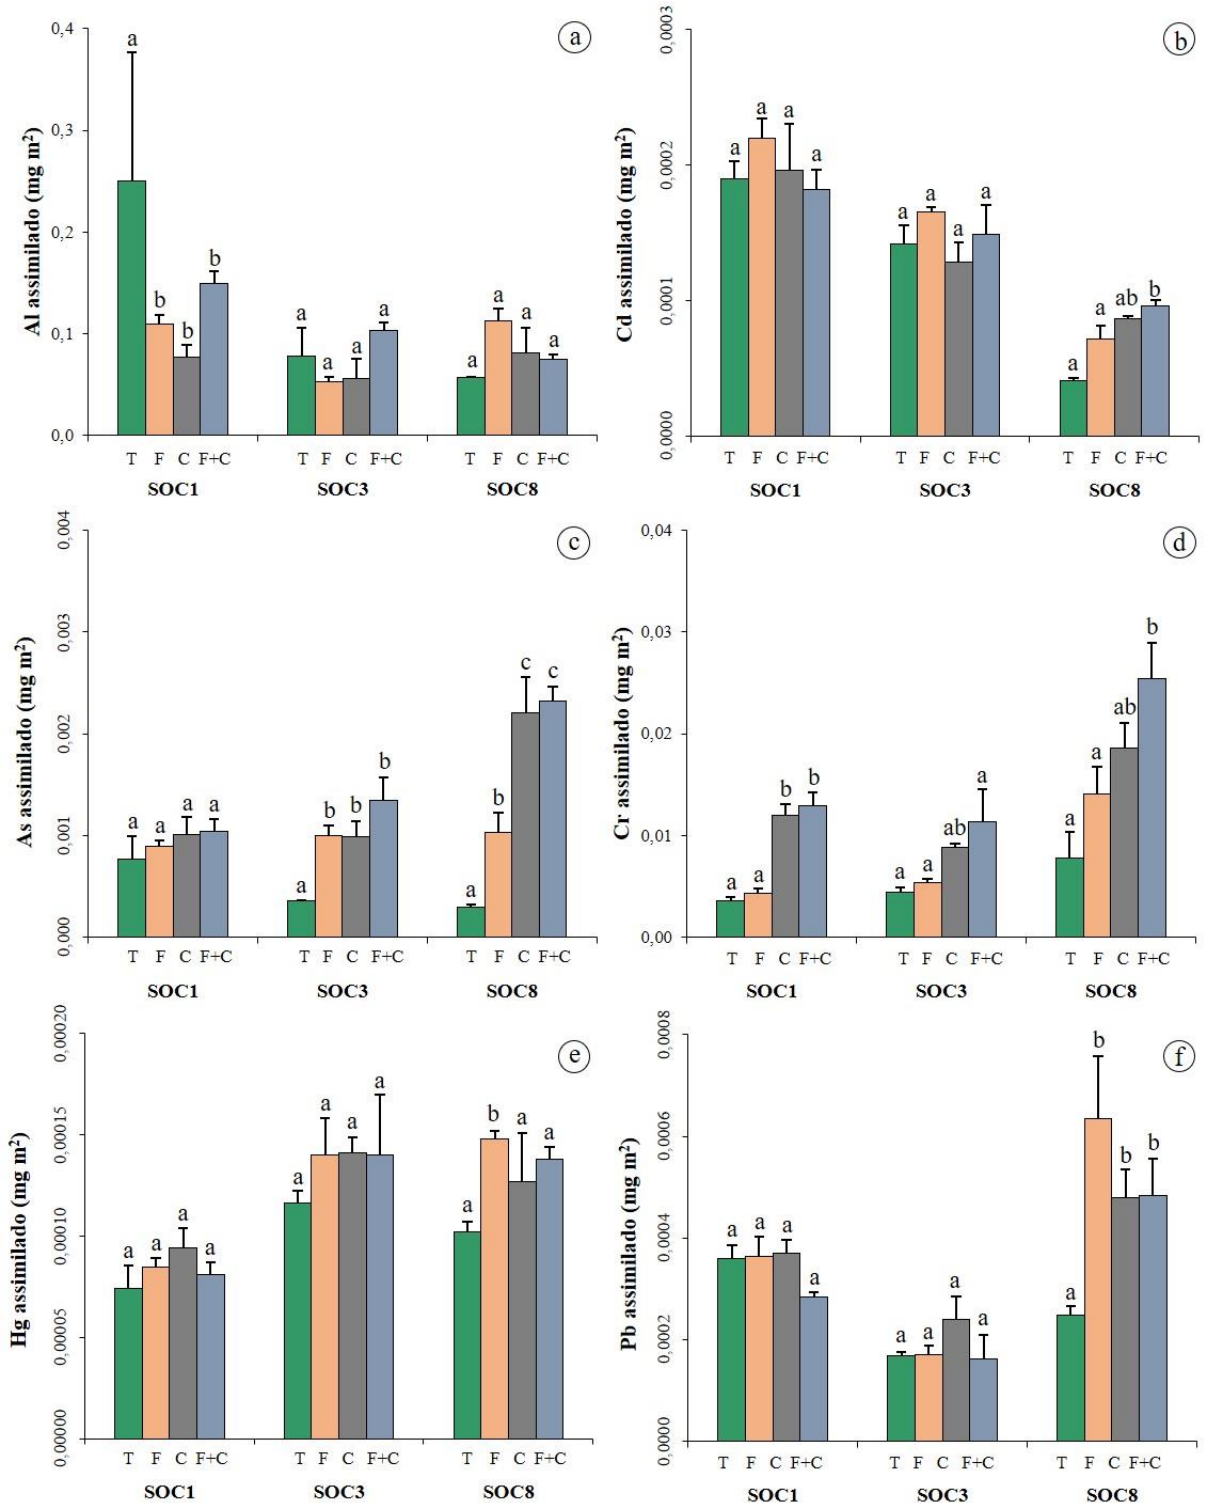 a
Al assimilado (mg m²)
0,4
0,3
0,2
0,1
0,0
a b b b
a a a a
a a a a
T F C F+C T F C F+C T F C F+C
SOC1 SOC3 SOC8
b
Cd assimilado (mg m²)
0,0003
0,0002
0,0001
0,0000
a a a a
a a a a
a a ab b
T F C F+C T F C F+C T F C F+C
SOC1 SOC3 SOC8
c
As assimilado (mg m²)
0,004
0,003
0,002
0,001
0,000
a a a a
a b b b
a b c c
T F C F+C T F C F+C T F C F+C
SOC1 SOC3 SOC8
d
Cr assimilado (mg m²)
0,04
0,03
0,02
0,01
0,00
a a b b
a a ab a
a a ab b
T F C F+C T F C F+C T F C F+C
SOC1 SOC3 SOC8
e
Hg assimilado (mg m²)
0,00020
0,00015
0,00010
0,00005
0,00000
a a a a
a a a a
a b a a
T F C F+C T F C F+C T F C F+C
SOC1 SOC3 SOC8
f
Pb assimilado (mg m²)
0,0008
0,0006
0,0004
0,0002
0,0000
a a a a
a a a a
a b b b
T F C F+C T F C F+C T F C F+C
SOC1 SOC3 SOC8